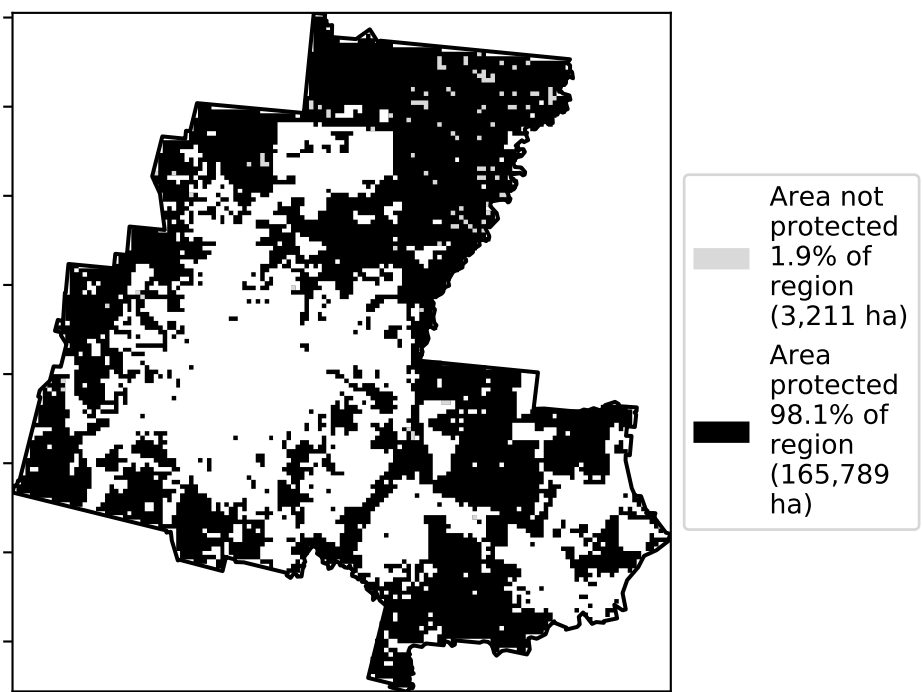 Area not
protected
1.9% of
region
(3,211 ha)
Area
protected
98.1% of
region
(165,789
ha)